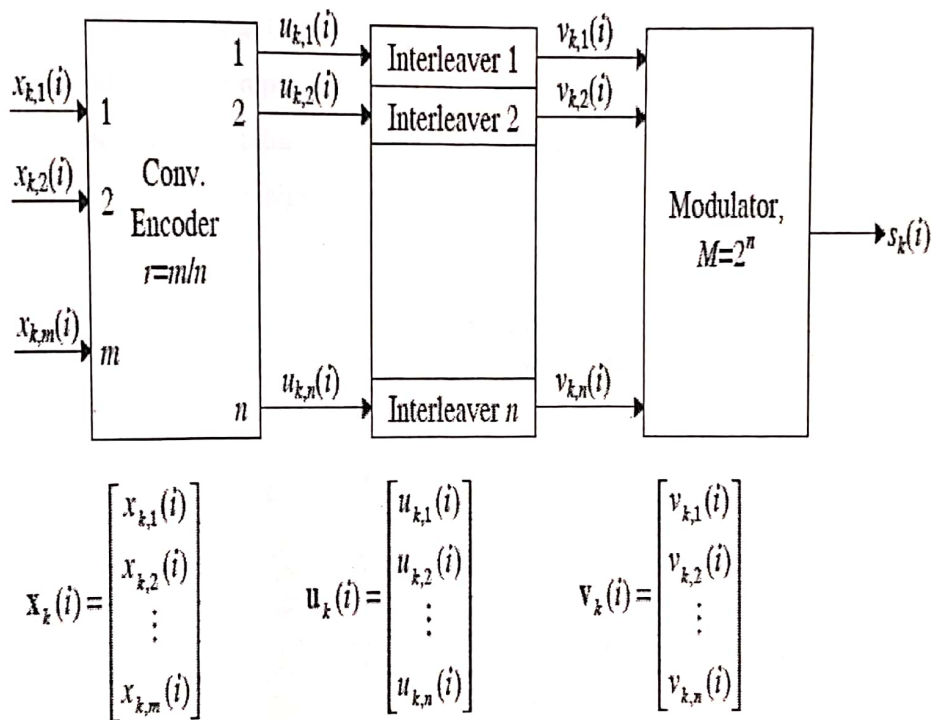 u_{k,1}(i)
v_{k,1}(i)
1
Interleaver 1
x_{k,1}(i)
u_{k,2}(i)
v_{k,2}(i)
1
2
Interleaver 2
x_{k,2}(i)
2
Conv.
Encoder
r=m/n
Modulator,
M=2^n
s_k(i)
x_{k,m}(i)
m
u_{k,n}(i)
v_{k,n}(i)
n
Interleaver n
x_k(i) = [x_{k,1}(i) x_{k,2}(i) ⋮ x_{k,m}(i)]
u_k(i) = [u_{k,1}(i) u_{k,2}(i) ⋮ u_{k,n}(i)]
v_k(i) = [v_{k,1}(i) v_{k,2}(i) ⋮ v_{k,n}(i)]